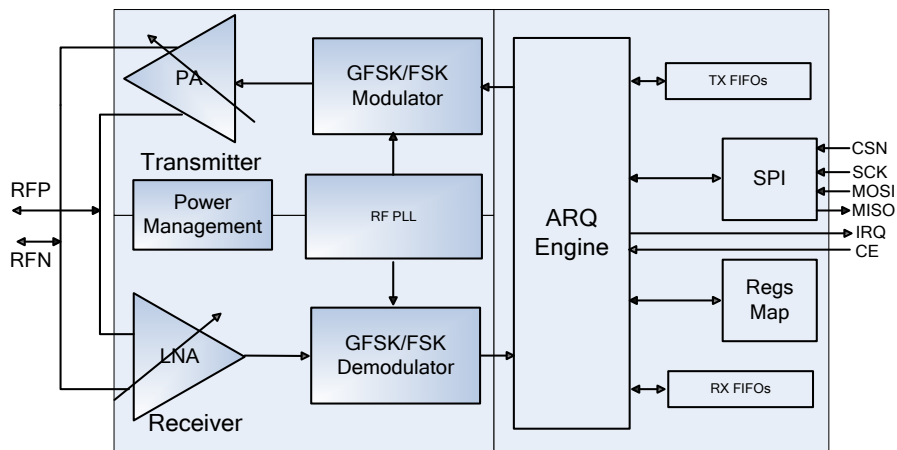 PA
GFSK/FSK
Modulator
TX FIFOs
Transmitter
CSN
SCK
SPI
MOSI
MISO
RFP
Power
Management
RF PLL
ARQ
Engine
IRQ
CE
RFN
Regs
Map
LNA
GFSK/FSK
Demodulator
RX FIFOs
Receiver